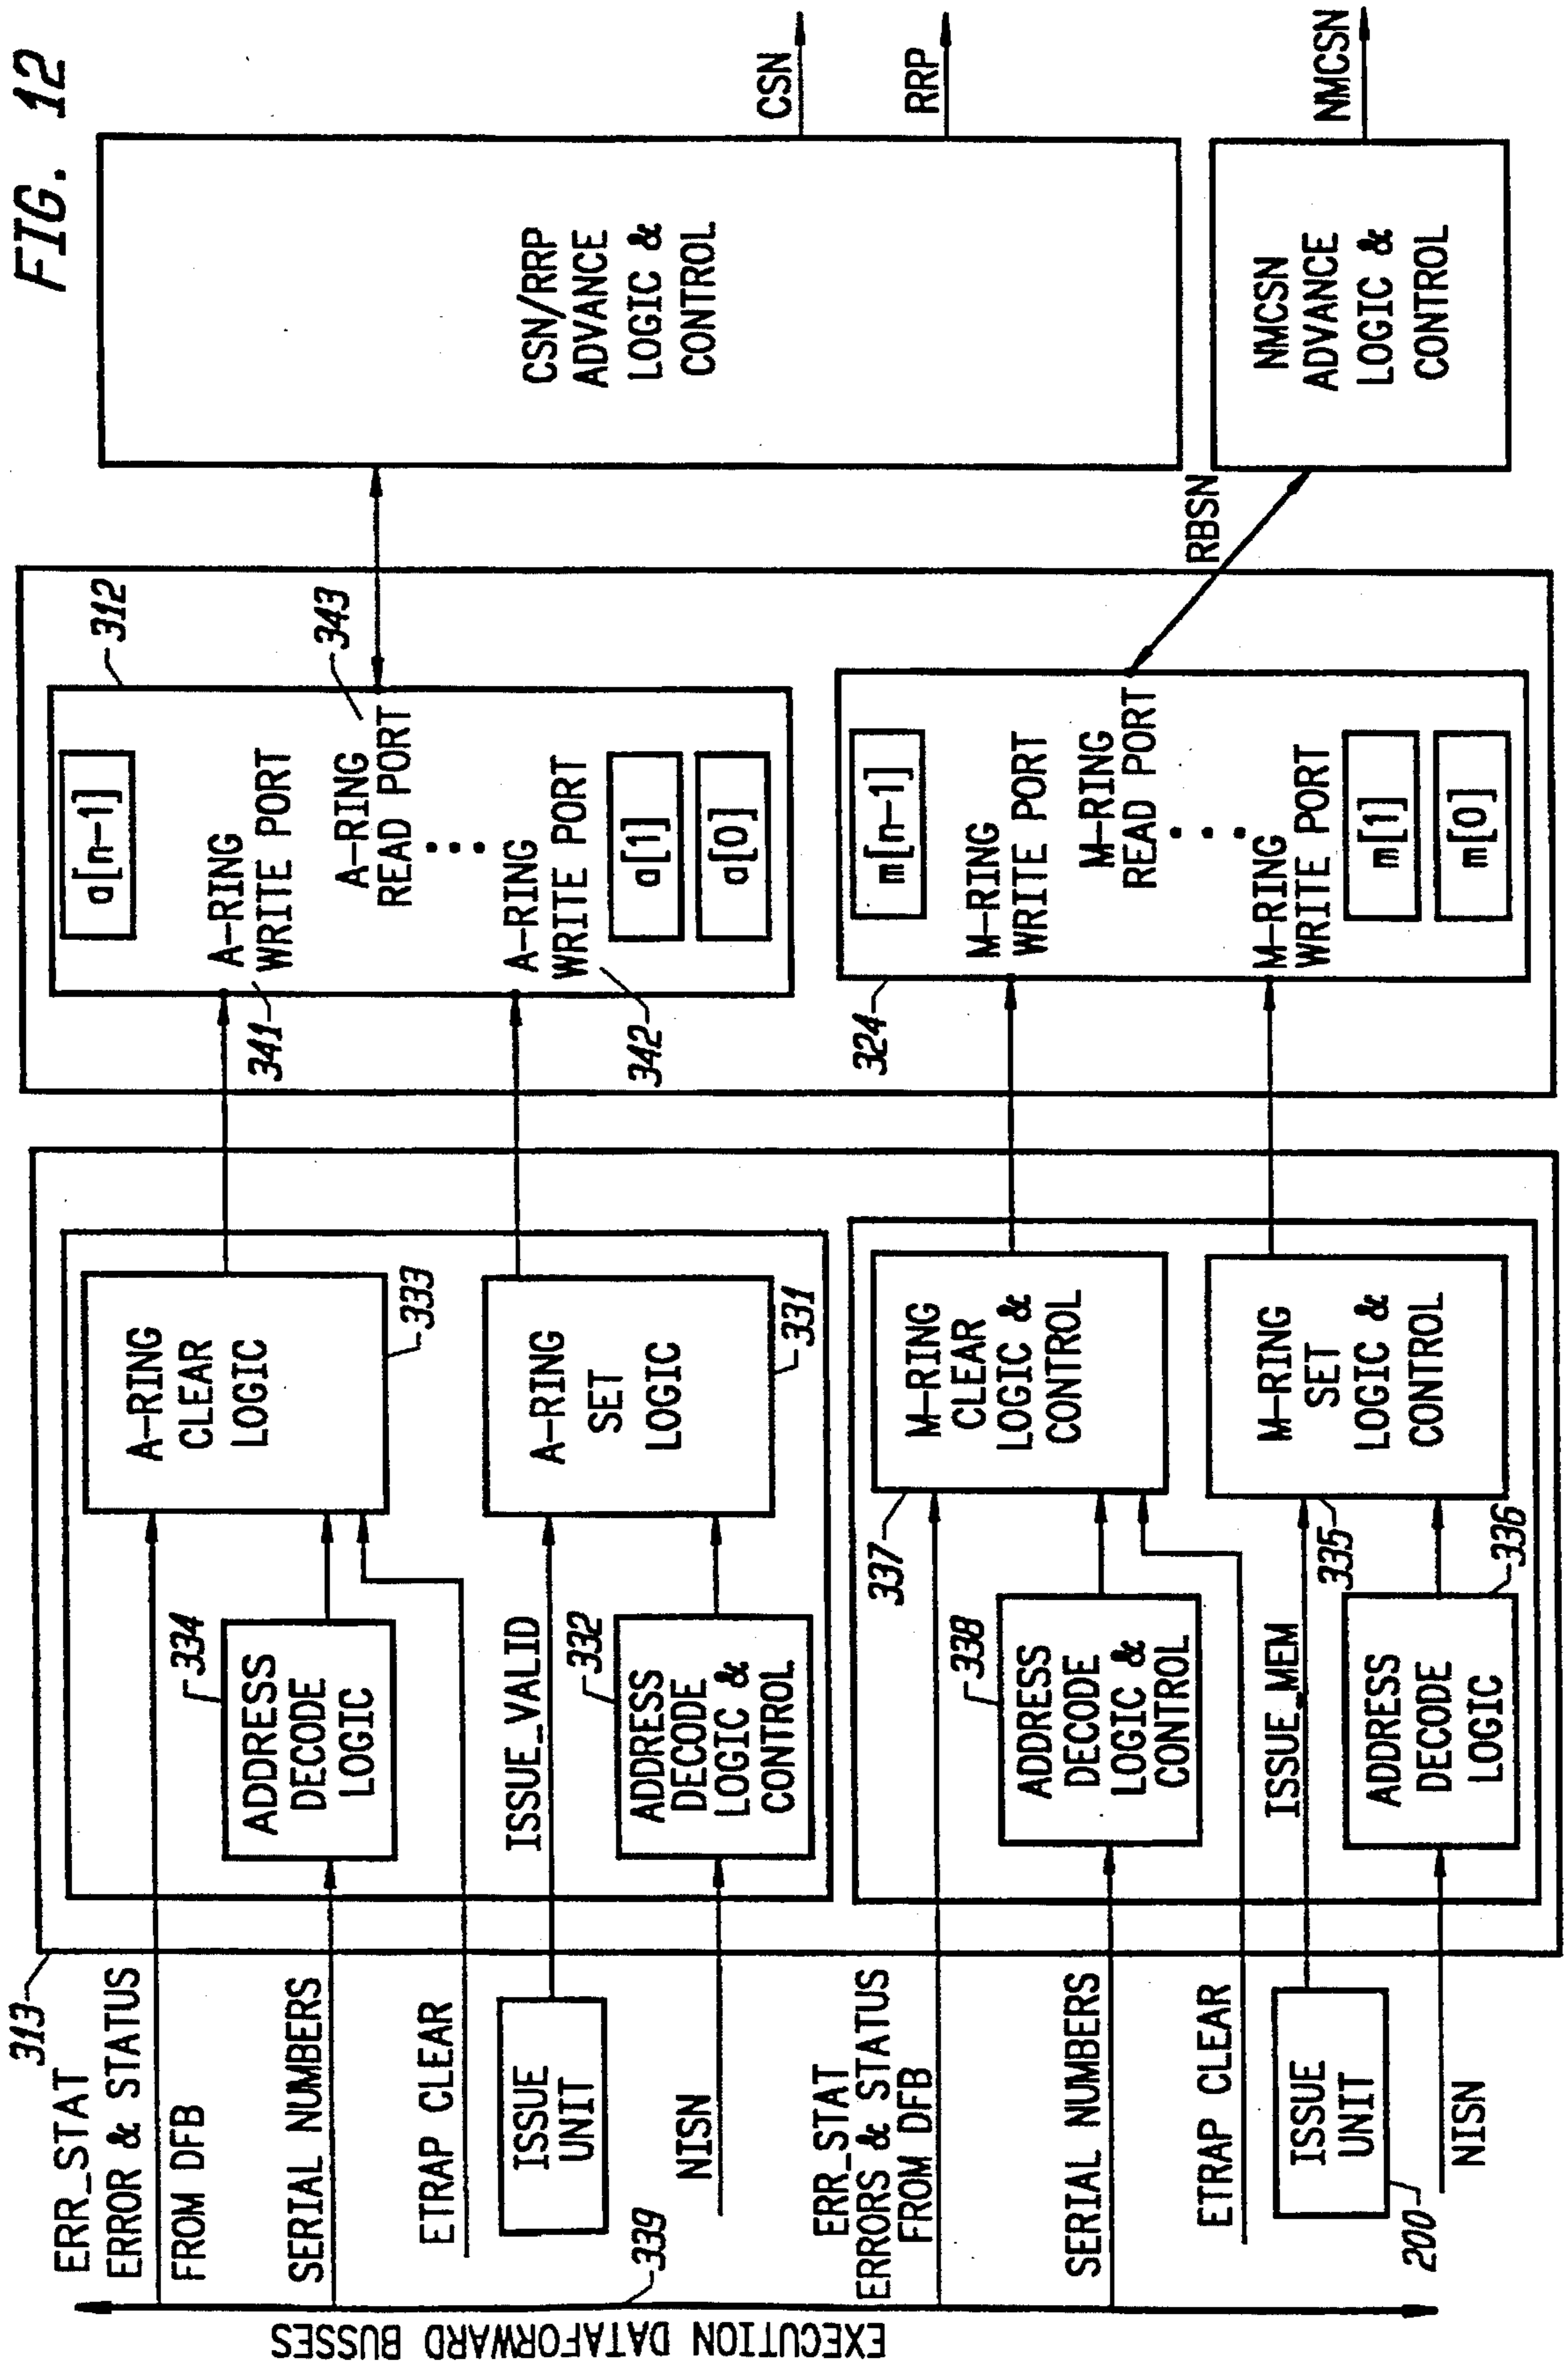 FIG. 12
313
ERR_STAT
ERROR & STATUS
FROM DFB
SERIAL NUMBERS
ETRAP CLEAR
ISSUE
UNIT
NISN
339
ERR_STAT
ERRORS & STATUS
FROM DFB
SERIAL NUMBERS
ETRAP CLEAR
ISSUE
UNIT
200
NISN
EXECUTION DATAFORWARD BUSSES
334
ADDRESS
DECODE
LOGIC
ISSUE_VALID
332
ADDRESS
DECODE
LOGIC &
CONTROL
A-RING
CLEAR
LOGIC
333
A-RING
SET
LOGIC
331
338
ADDRESS
DECODE
LOGIC &
CONTROL
ISSUE_MEM
ADDRESS
DECODE
LOGIC
336
337
M-RING
CLEAR
LOGIC &
CONTROL
335
M-RING
SET
LOGIC &
CONTROL
312
a[n-1]
341
A-RING
WRITE PORT
343
A-RING
READ PORT
A-RING
WRITE PORT
342
a[1]
a[0]
324
m[n-1]
M-RING
WRITE PORT
M-RING
READ PORT
M-RING
WRITE PORT
m[1]
m[0]
RBSN
CSN/RRP
ADVANCE
LOGIC &
CONTROL
CSN
RRP
NMCSN
ADVANCE
LOGIC &
CONTROL
NMCSN